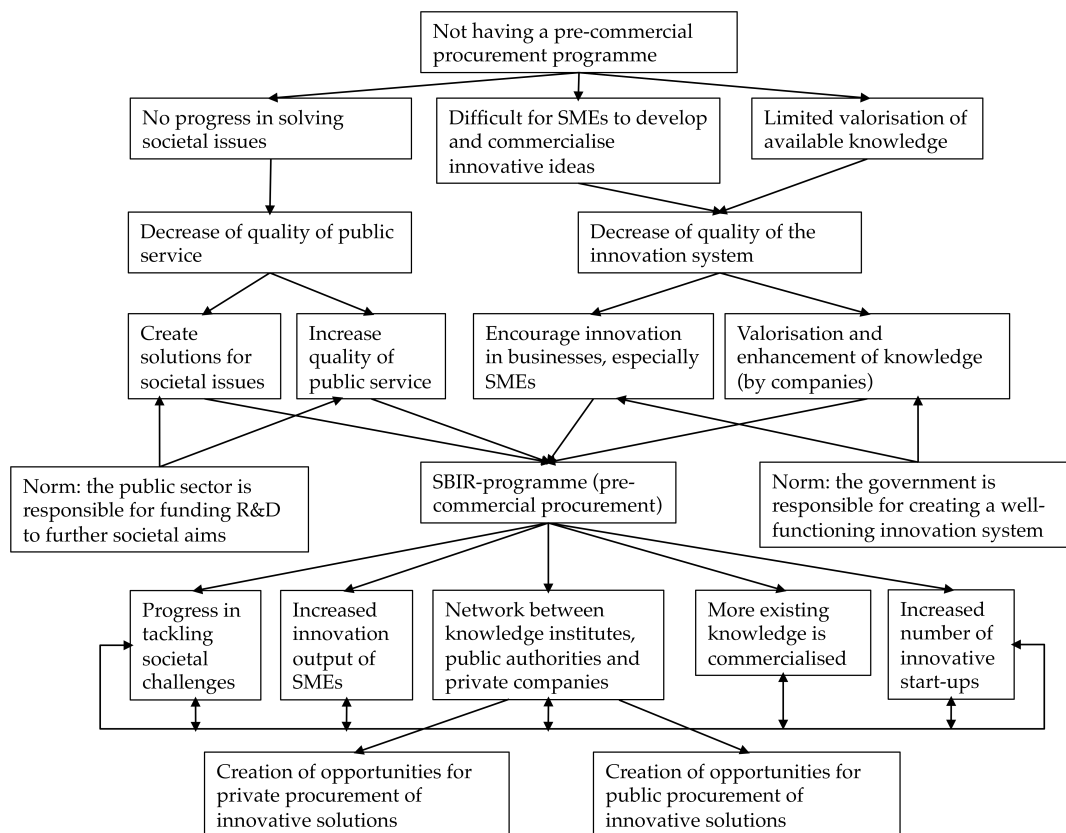 Not having a pre-commercial
procurement programme
No progress in solving
societal issues
Difficult for SMEs to develop
and commercialise
innovative ideas
Limited valorisation of
available knowledge
Decrease of quality of public
service
Decrease of quality of the
innovation system
Create
solutions for
societal issues
Increase
quality of
public service
Encourage innovation
in businesses, especially
SMEs
Valorisation and
enhancement of knowledge
(by companies)
Norm: the public sector is
responsible for funding R&D
to further societal aims
SBIR-programme (pre-
commercial procurement)
Norm: the government is
responsible for creating a well-
functioning innovation system
Progress in
tackling
societal
challenges
Increased
innovation
output of
SMEs
Network between
knowledge institutes,
public authorities and
private companies
More existing
knowledge is
commercialised
Increased
number of
innovative
start-ups
Creation of opportunities for
private procurement of
innovative solutions
Creation of opportunities for
public procurement of
innovative solutions